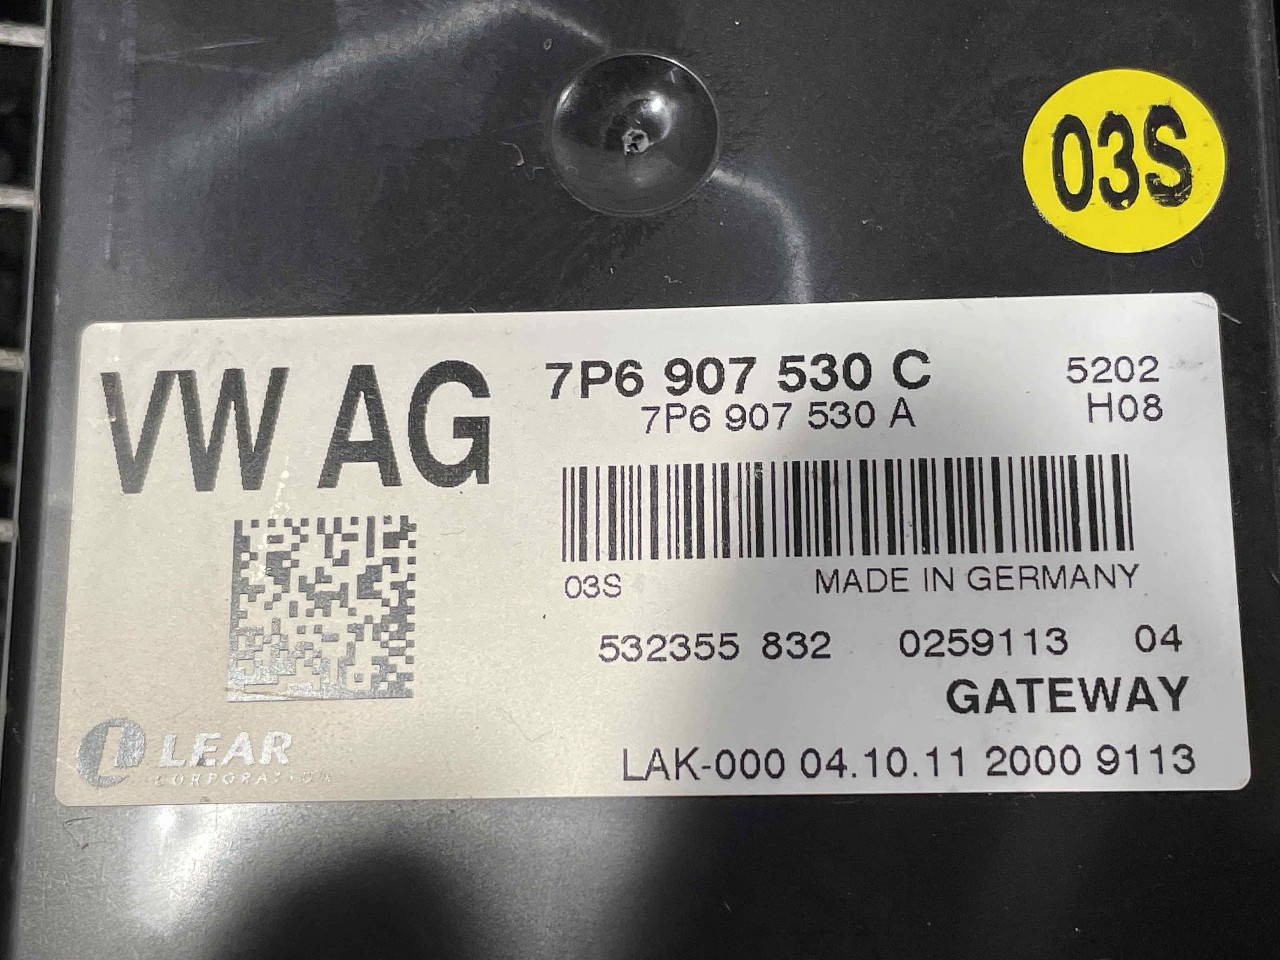 03S
VW AG
7P6 907 530 C
5202
7P6 907 530 A
H08
03S
MADE IN GERMANY
532355 832
0259113
04
GATEWAY
LEAR
CORPORATION
LAK-000 04.10.11 2000 9113